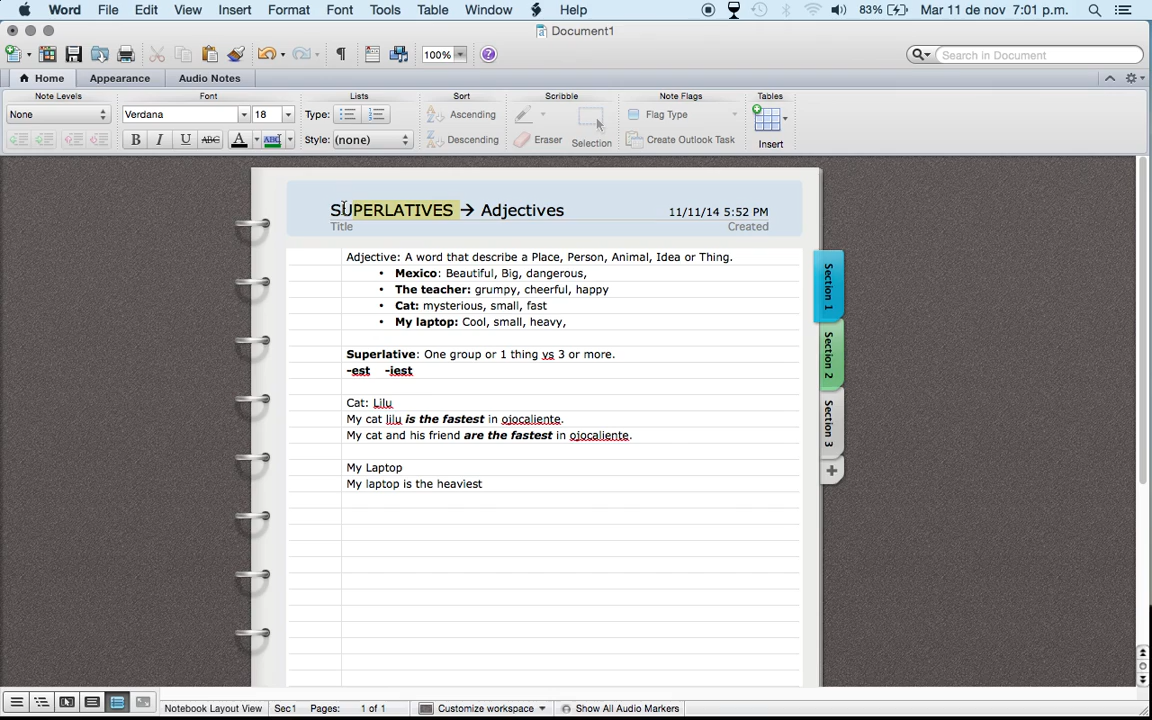 Word File Edit View Insert Format Font Tools Table Window Help 83% Mar 11 de nov 7:01 p.m.
Document1
100% Search in Document
Home Appearance Audio Notes
Note Levels Font Lists Sort Scribble Note Flags Tables
None Verdana 18 Type: Ascending Flag Type
B I U ABC A ABC Style: (none) Descending Eraser Selection Create Outlook Task Insert
SUPERLATIVES → Adjectives 11/11/14 5:52 PM
Title Created
Adjective: A word that describe a Place, Person, Animal, Idea or Thing.
• Mexico: Beautiful, Big, dangerous,
• The teacher: grumpy, cheerful, happy
• Cat: mysterious, small, fast
• My laptop: Cool, small, heavy,
Superlative: One group or 1 thing vs 3 or more.
-est -iest
Cat: Lilu
My cat lilu is the fastest in ojocaliente.
My cat and his friend are the fastest in ojocaliente.
My Laptop
My laptop is the heaviest
Section 1
Section 2
Section 3
Notebook Layout View Sec1 Pages: 1 of 1 Customize workspace Show All Audio Markers